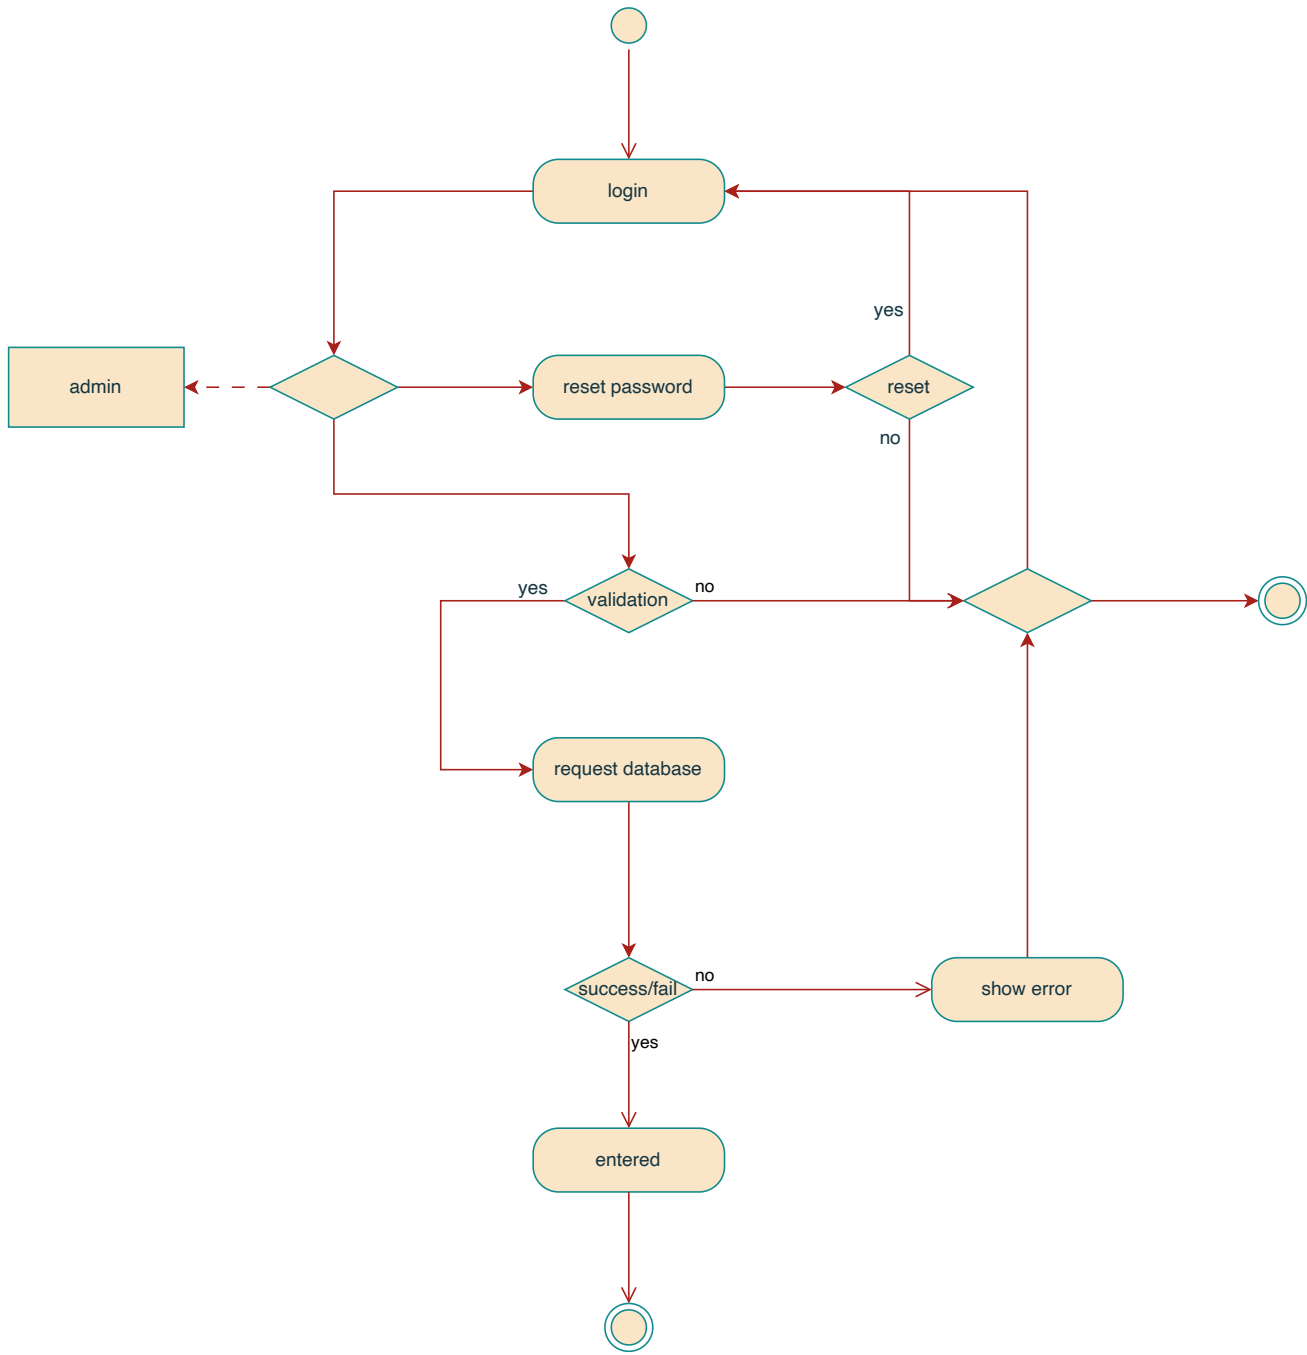 login
yes
admin
reset password
reset
no
yes
validation
no
request database
success/fail
no
show error
yes
entered